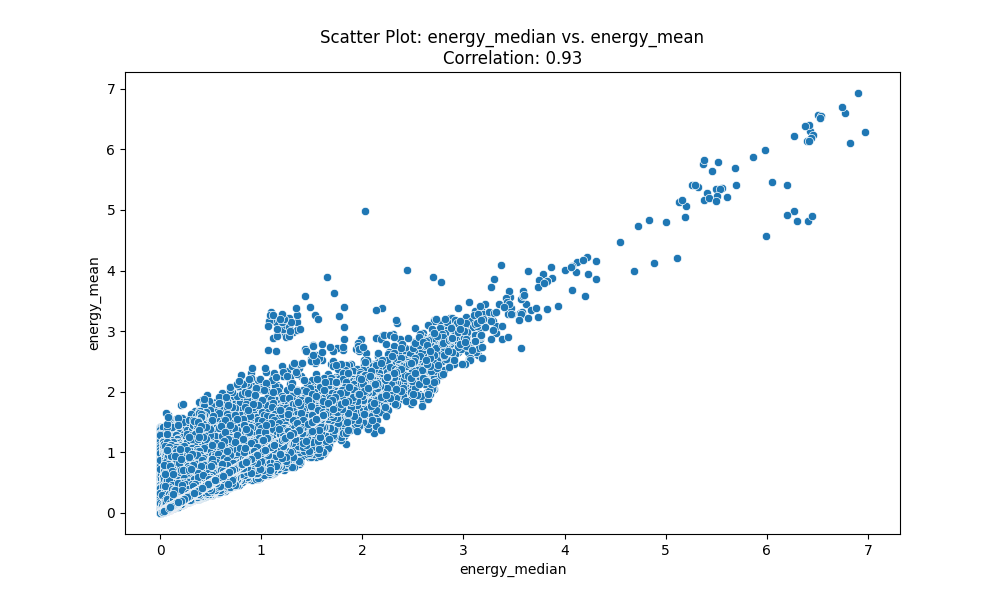 Scatter Plot: energy_median vs. energy_mean
Correlation: 0.93
7
6
5
4
3
2
1
0
energy_mean
0 1 2 3 4 5 6 7
energy_median